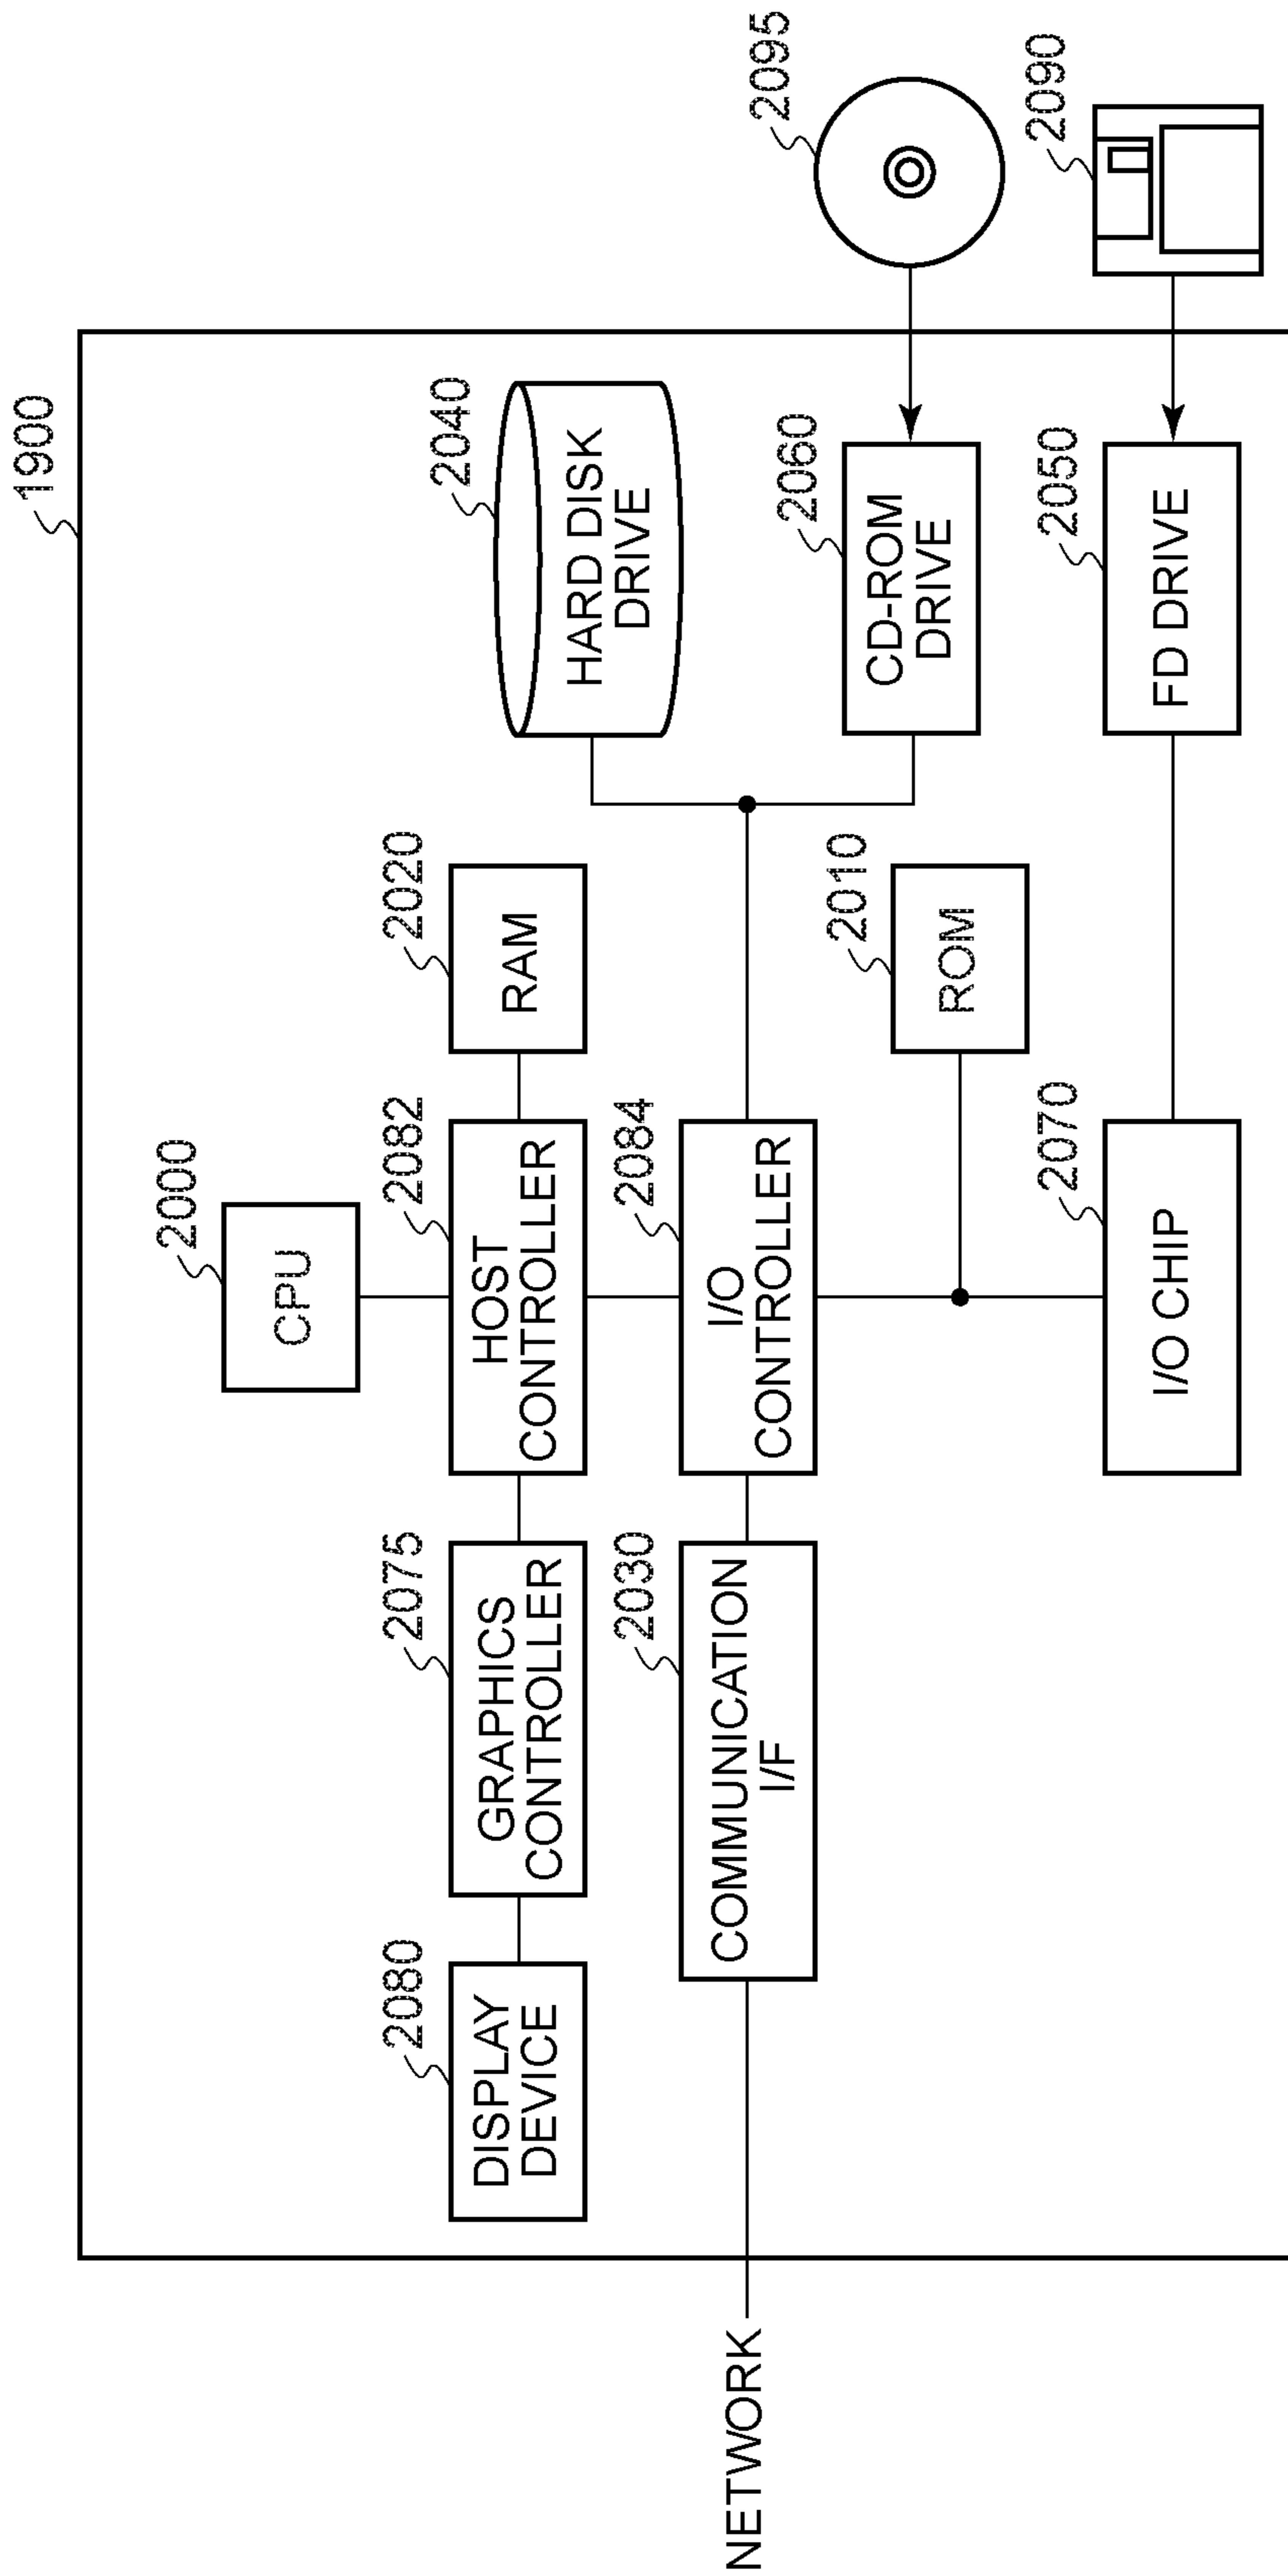 1900
2000
CPU
2080
DISPLAY
DEVICE
2075
GRAPHICS
CONTROLLER
2082
HOST
CONTROLLER
2020
RAM
2040
HARD DISK
DRIVE
2030
COMMUNICATION
I/F
2084
I/O
CONTROLLER
NETWORK
2010
ROM
2060
CD-ROM
DRIVE
2095
2070
I/O CHIP
2050
FD DRIVE
2090